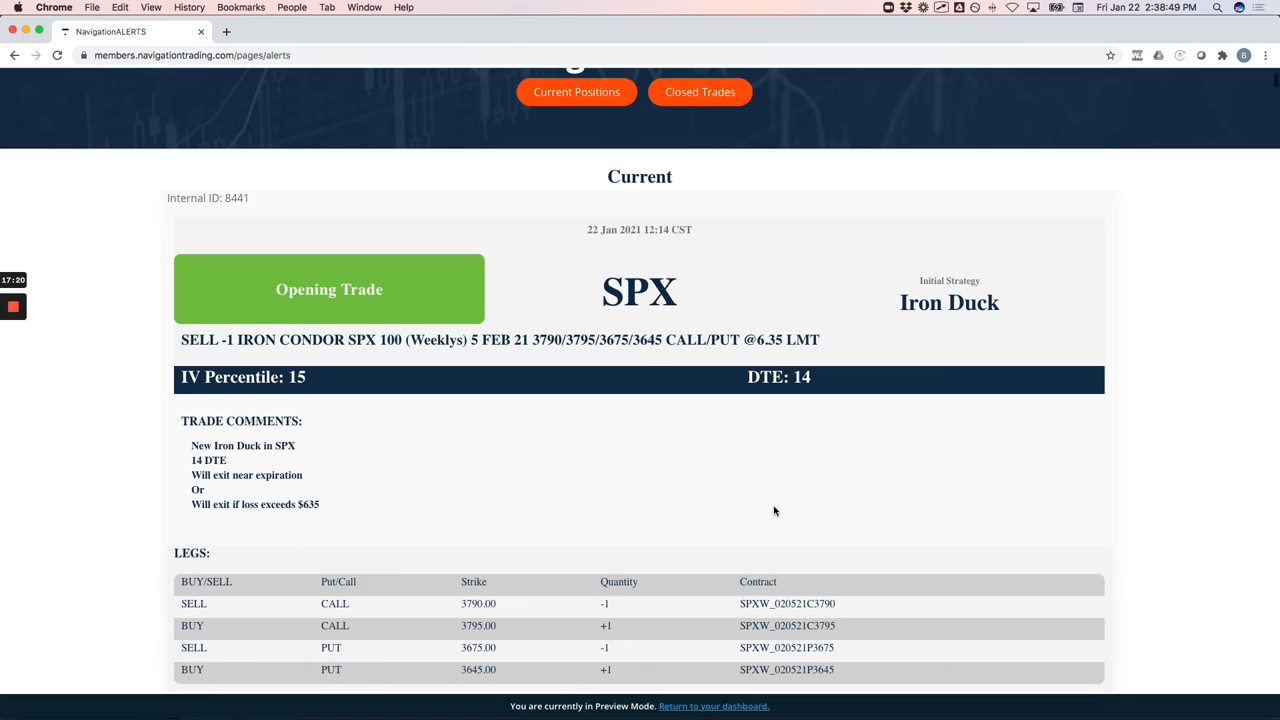 Chrome File Edit View History Bookmarks People Tab Window Help Fri Jan 22 2:38:49 PM
NavigationALERTS
members.navigationtrading.com/pages/alerts
B
Current Positions Closed Trades
Current
Internal ID: 8441
22 Jan 2021 12:14 CST
Opening Trade
SPX
Initial Strategy
Iron Duck
17:20
SELL -1 IRON CONDOR SPX 100 (Weeklys) 5 FEB 21 3790/3795/3675/3645 CALL/PUT @6.35 LMT
IV Percentile: 15 DTE: 14
TRADE COMMENTS:
New Iron Duck in SPX
14 DTE
Will exit near expiration
Or
Will exit if loss exceeds $635
LEGS:
BUY/SELL Put/Call Strike Quantity Contract
SELL CALL 3790.00 -1 SPXW_020521C3790
BUY CALL 3795.00 +1 SPXW_020521C3795
SELL PUT 3675.00 -1 SPXW_020521P3675
BUY PUT 3645.00 +1 SPXW_020521P3645
You are currently in Preview Mode. Return to your dashboard.